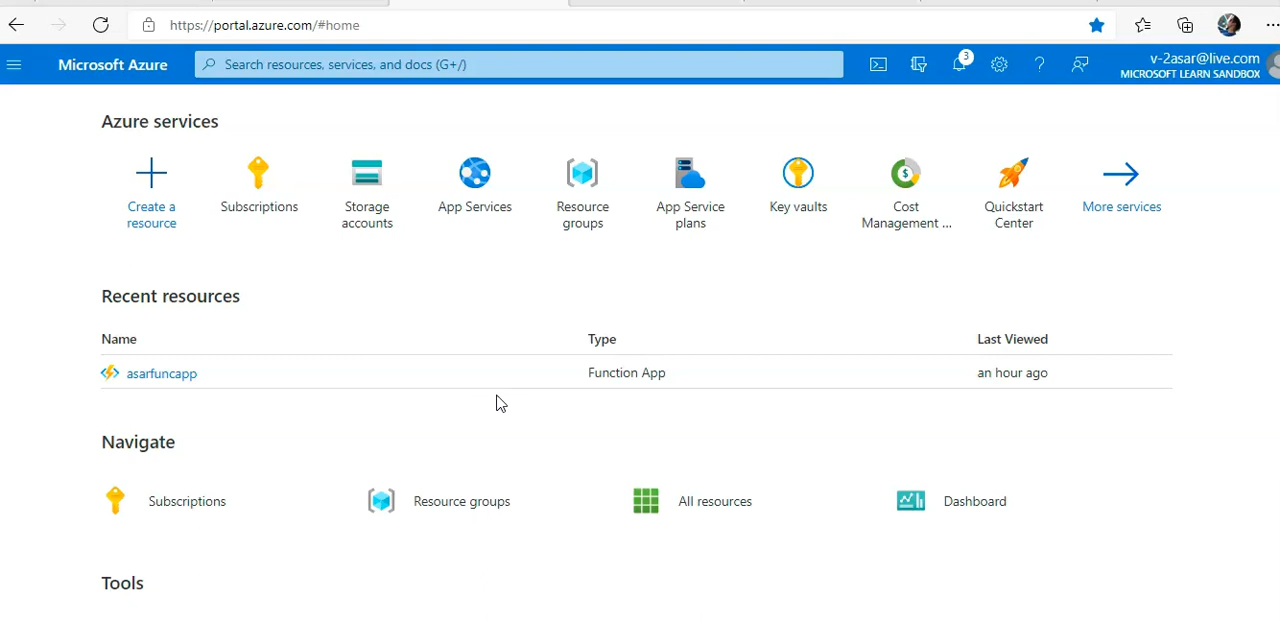 https://portal.azure.com/#home
Microsoft Azure
Search resources, services, and docs (G+/)
3
v-2asar@live.com
MICROSOFT LEARN SANDBOX
Azure services
Create a resource
Subscriptions
Storage accounts
App Services
Resource groups
App Service plans
Key vaults
Cost Management ...
Quickstart Center
More services
Recent resources
Name Type Last Viewed
asarfuncapp Function App an hour ago
Navigate
Subscriptions Resource groups All resources Dashboard
Tools